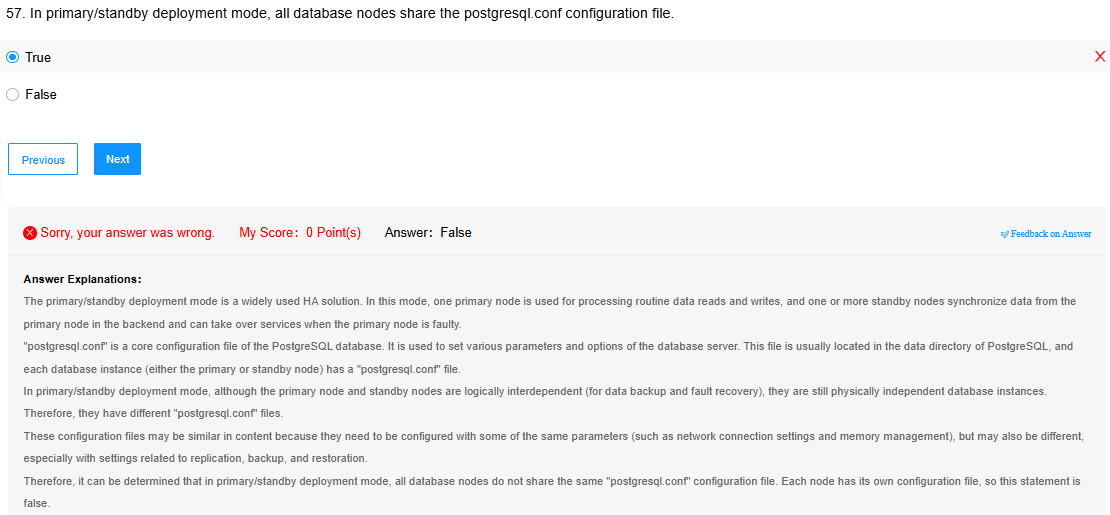 57. In primary/standby deployment mode, all database nodes share the postgresql.conf configuration file.
True
X
False
Previous
Next
Sorry, your answer was wrong. My Score: 0 Point(s) Answer: False
Feedback on Answer
Answer Explanations:
The primary/standby deployment mode is a widely used HA solution. In this mode, one primary node is used for processing routine data reads and writes, and one or more standby nodes synchronize data from the
primary node in the backend and can take over services when the primary node is faulty.
"postgresql.conf" is a core configuration file of the PostgreSQL database. It is used to set various parameters and options of the database server. This file is usually located in the data directory of PostgreSQL, and
each database instance (either the primary or standby node) has a "postgresql.conf" file.
In primary/standby deployment mode, although the primary node and standby nodes are logically interdependent (for data backup and fault recovery), they are still physically independent database instances.
Therefore, they have different "postgresql.conf" files.
These configuration files may be similar in content because they need to be configured with some of the same parameters (such as network connection settings and memory management), but may also be different,
especially with settings related to replication, backup, and restoration.
Therefore, it can be determined that in primary/standby deployment mode, all database nodes do not share the same "postgresql.conf" configuration file. Each node has its own configuration file, so this statement is
false.